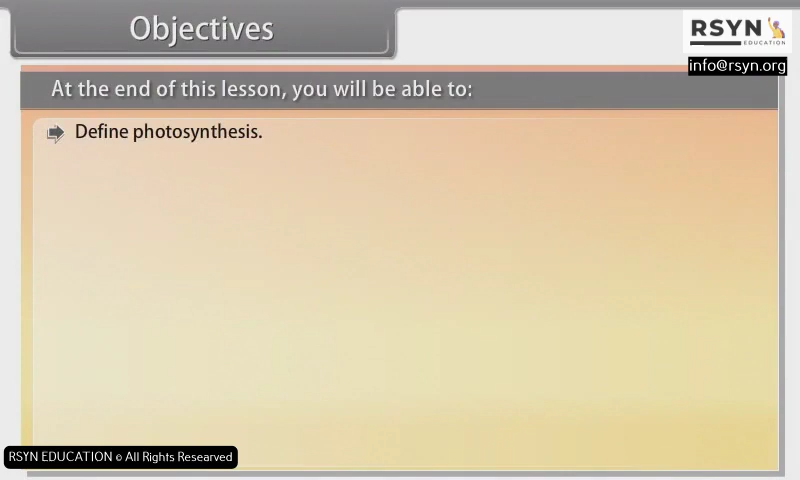 Objectives
RSYN
EDUCATION
info@rsyn.org
At the end of this lesson, you will be able to:
Define photosynthesis.
RSYN EDUCATION © All Rights Researved